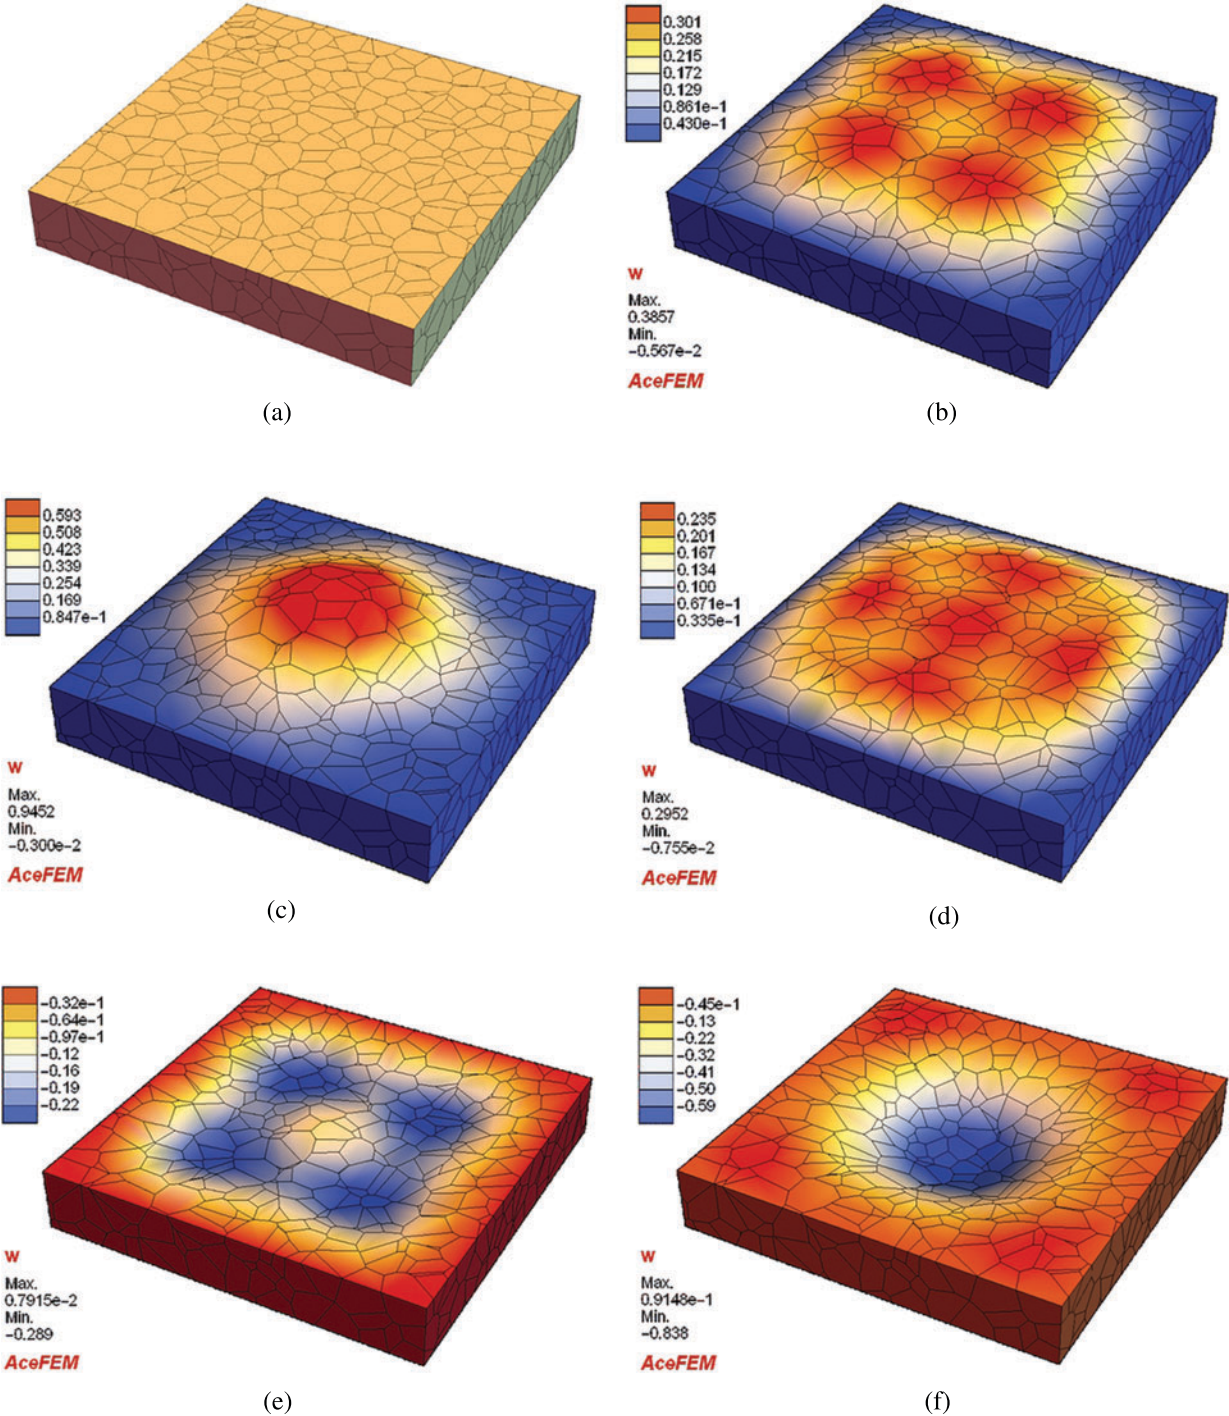 (a)
0.301
0.258
0.215
0.172
0.129
0.861e-1
0.430e-1
w
Max.
0.3857
Min.
-0.567e-2
AceFEM
(b)
0.593
0.508
0.423
0.339
0.254
0.169
0.847e-1
w
Max.
0.9452
Min.
-0.300e-2
AceFEM
(c)
0.235
0.201
0.167
0.134
0.100
0.671e-1
0.335e-1
w
Max.
0.2952
Min.
-0.755e-2
AceFEM
(d)
-0.32e-1
-0.64e-1
-0.97e-1
-0.12
-0.16
-0.19
-0.22
w
Max.
0.7915e-2
Min.
-0.289
AceFEM
(e)
-0.45e-1
-0.13
-0.22
-0.32
-0.41
-0.50
-0.59
w
Max.
0.9148e-1
Min.
-0.838
AceFEM
(f)